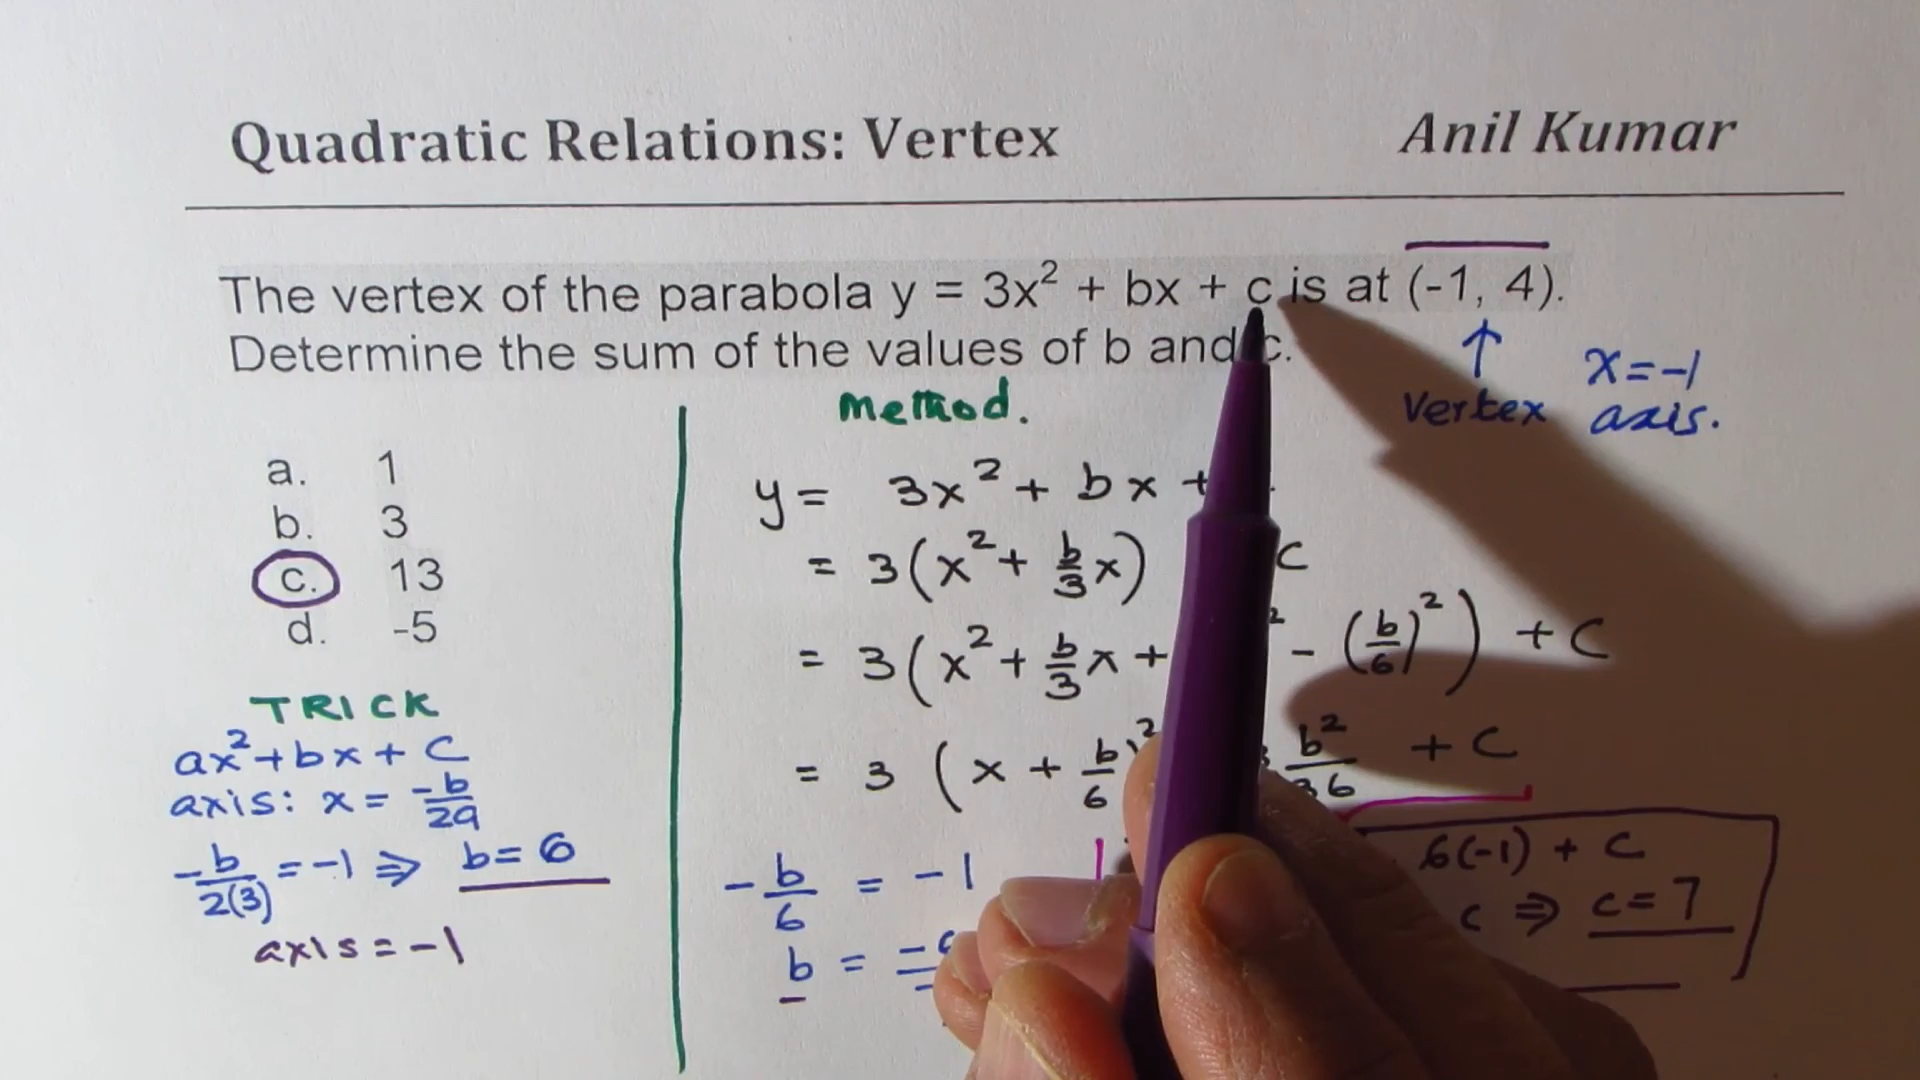 Quadratic Relations: Vertex
Anil Kumar
The vertex of the parabola y = 3x² + bx + c is at (-1, 4).
Determine the sum of the values of b and c.
a. 1
b. 3
c. 13
d. -5
TRICK
ax² + bx + C
axis: x = -b/2a
-b/2(3) = -1 ⇒ b = 6
axis = -1
Method.
y = 3x² + bx +
= 3(x² + b/3 x) C
= 3(x² + b/3 x + ² - (b/6)²) + C
= 3 (x + b/6)² b²/36 + C
-b/6 = -1
b = -
6(-1) + C
C ⇒ C = 7
↑
Vertex
x = -1
axis.